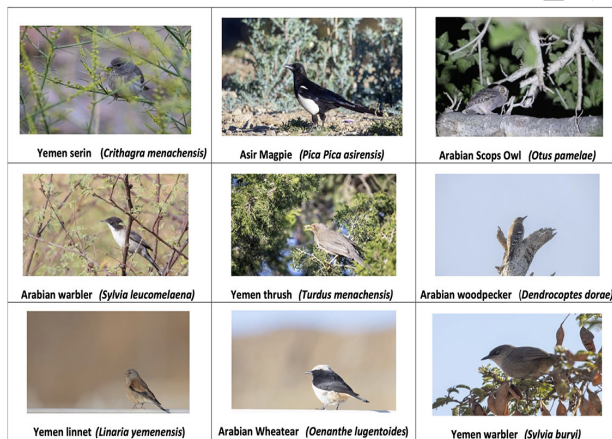 Yemen serin (Crithagra menachensis)
Asir Magpie (Pica Pica asirensis)
Arabian Scops Owl (Otus pamelae)
Arabian warbler (Sylvia leucomelaena)
Yemen thrush (Turdus menachensis)
Arabian woodpecker (Dendrocoptes dorae)
Yemen linnet (Linaria yemenensis)
Arabian Wheatear (Oenanthe lugentoides)
Yemen warbler (Sylvia buryi)